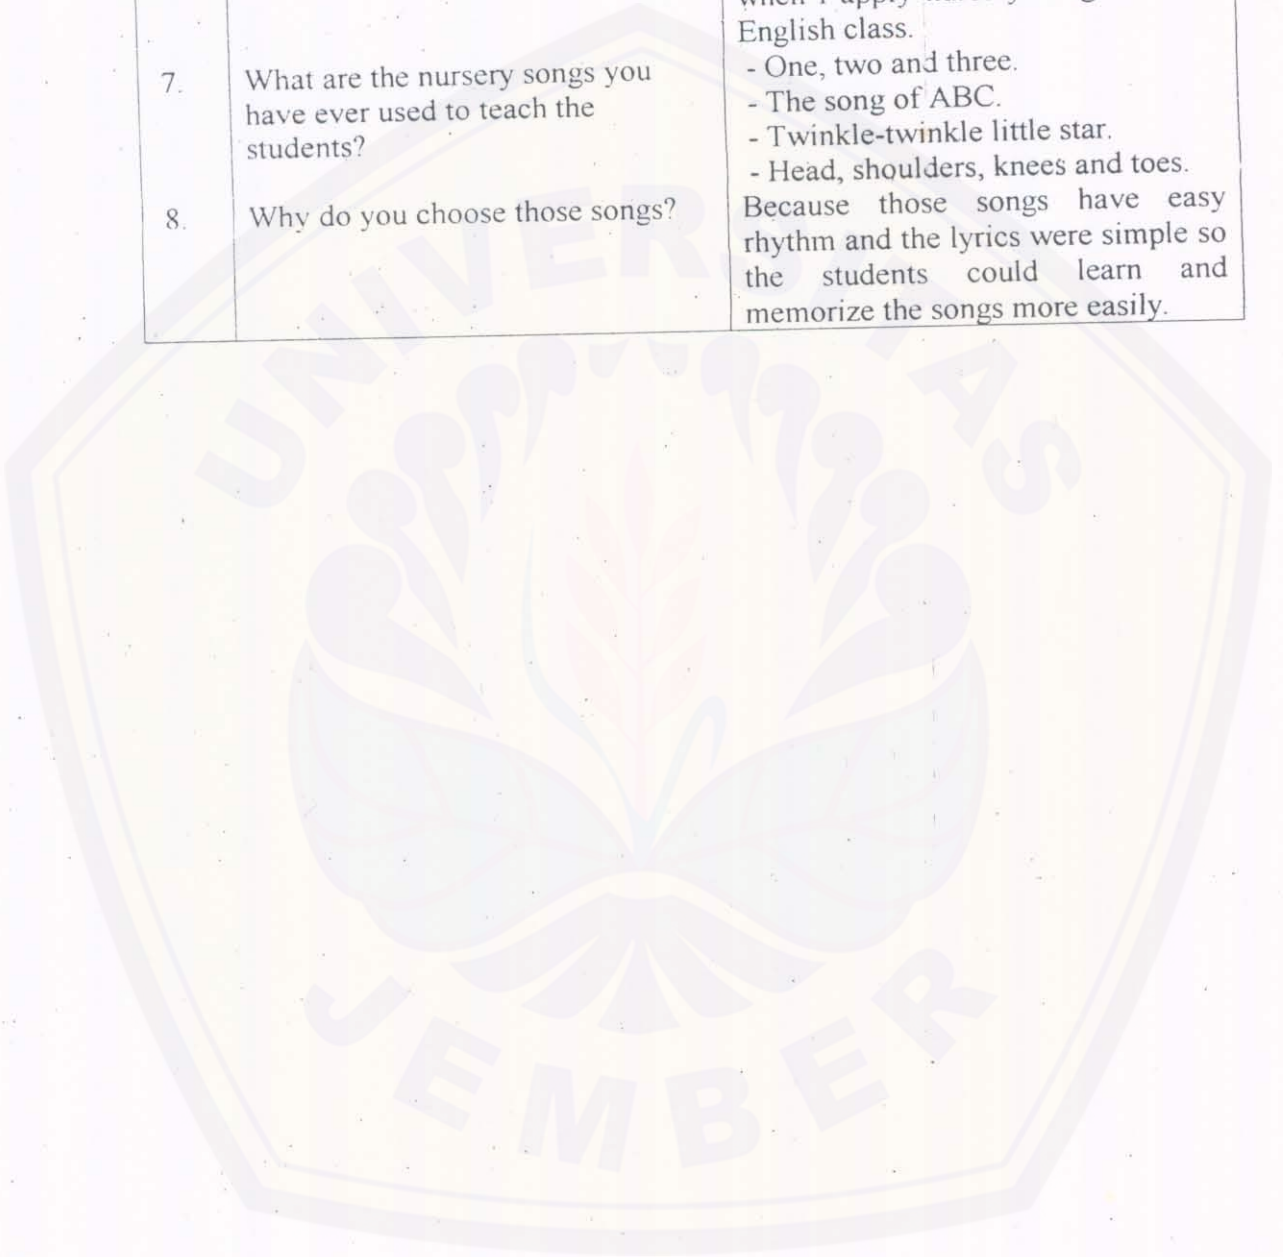 English class.
7. What are the nursery songs you
have ever used to teach the
students?
- One, two and three.
- The song of ABC.
- Twinkle-twinkle little star.
- Head, shoulders, knees and toes.
8. Why do you choose those songs?
Because those songs have easy
rhythm and the lyrics were simple so
the students could learn and
memorize the songs more easily.
UNIVERSITAS
JEMBER